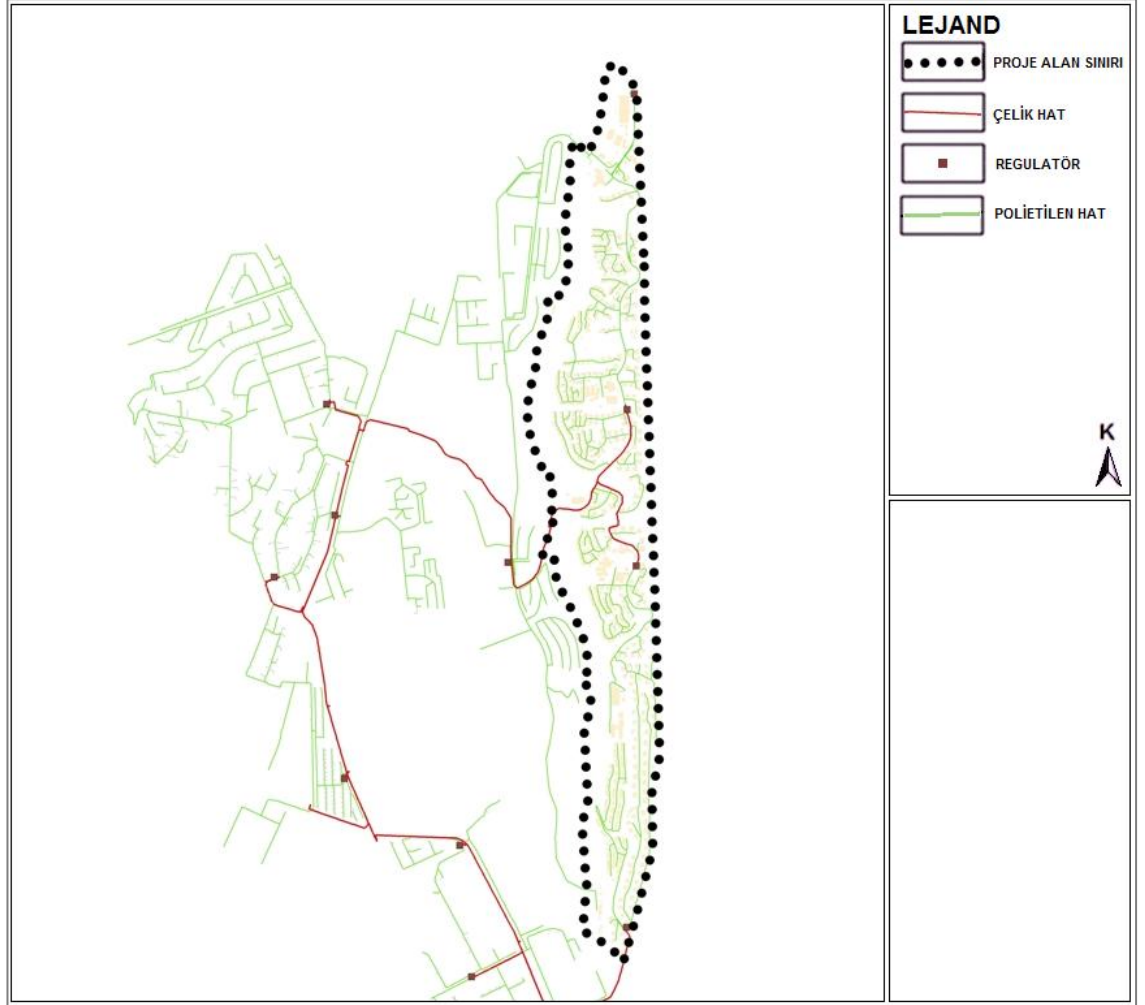 LEJAND
PROJE ALAN SINIRI
ÇELİK HAT
REGULATÖR
POLİETİLEN HAT
K